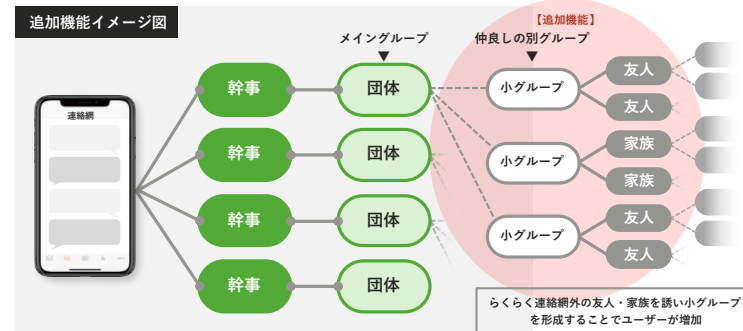 追加機能イメージ図
【追加機能】
メイングループ
仲良しの別グループ
▼
▼
連絡網
幹事
団体
小グループ
友人
友人
幹事
団体
小グループ
家族
家族
幹事
団体
小グループ
友人
友人
幹事
団体
らくらく連絡網外の友人・家族を誘い小グループ
を形成することでユーザーが増加